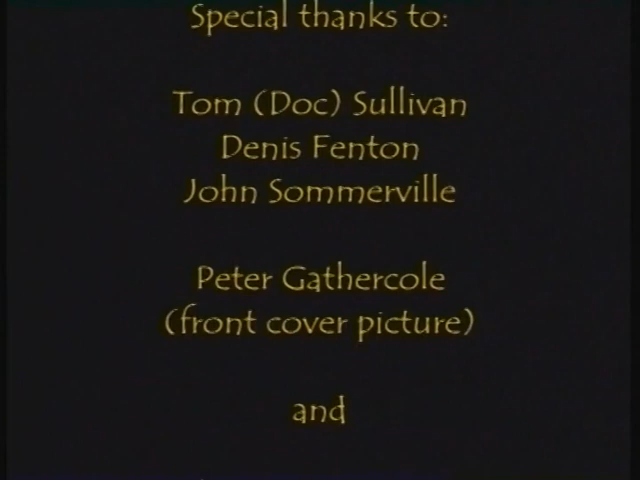 Special thanks to:
Tom (Doc) Sullivan
Denis Fenton
John Sommerville
Peter Gathercole
(front cover picture)
and